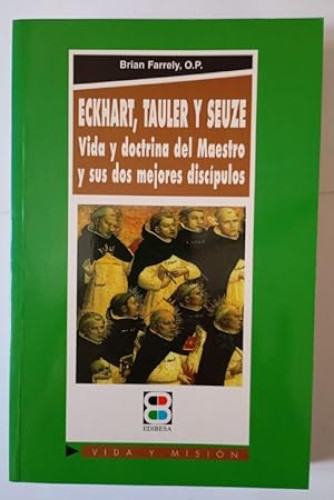 Brian Farrely, O.P.
ECKHART, TAULER Y SEUZE
Vida y doctrina del Maestro
y sus dos mejores discípulos
EDIBESA
VIDA Y MISIÓN